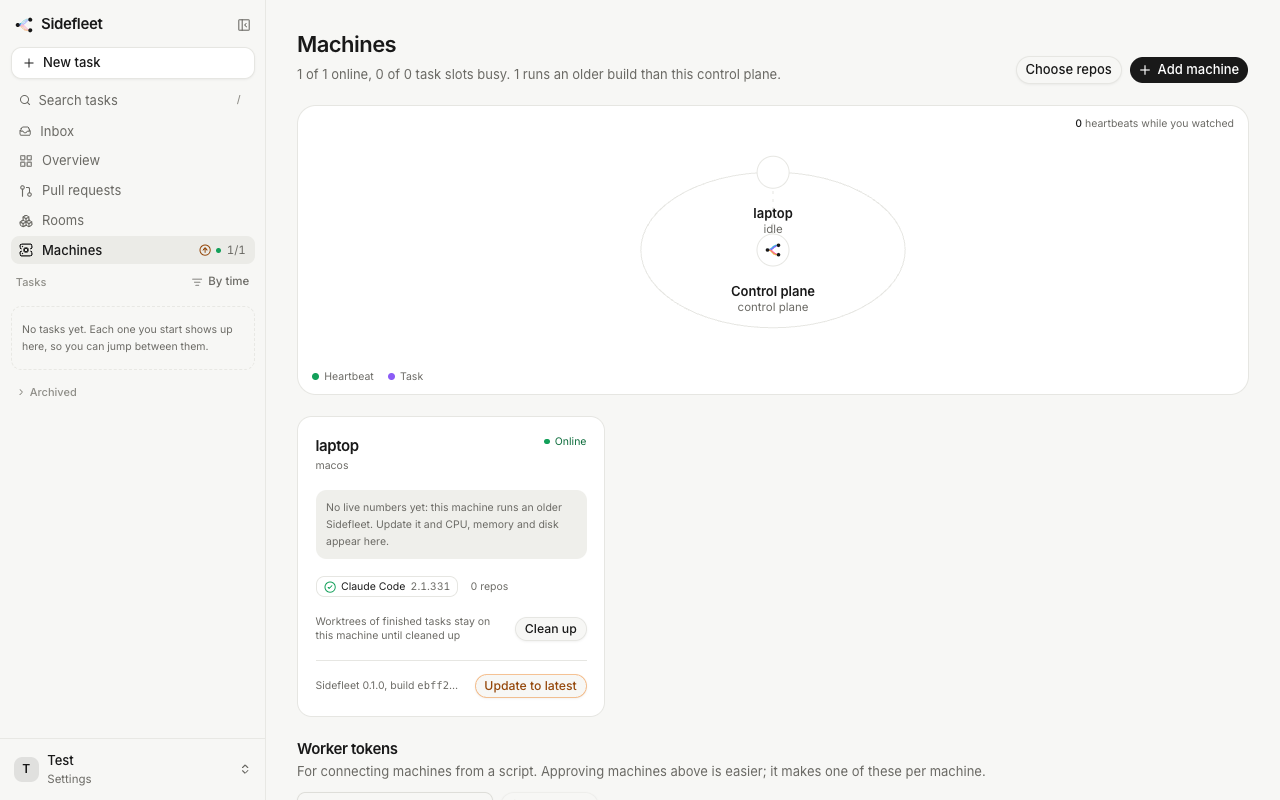 Sidefleet
New task
Search tasks
/
Inbox
Overview
Pull requests
Rooms
Machines
1/1
Tasks
By time
No tasks yet. Each one you start shows up
here, so you can jump between them.
Archived
T
Test
Settings
Machines
1 of 1 online, 0 of 0 task slots busy. 1 runs an older build than this control plane.
Choose repos
Add machine
0 heartbeats while you watched
laptop
idle
Control plane
control plane
Heartbeat
Task
laptop
Online
macos
No live numbers yet: this machine runs an older
Sidefleet. Update it and CPU, memory and disk
appear here.
Claude Code 2.1.331
0 repos
Worktrees of finished tasks stay on
this machine until cleaned up
Clean up
Sidefleet 0.1.0, build ebff2…
Update to latest
Worker tokens
For connecting machines from a script. Approving machines above is easier; it makes one of these per machine.